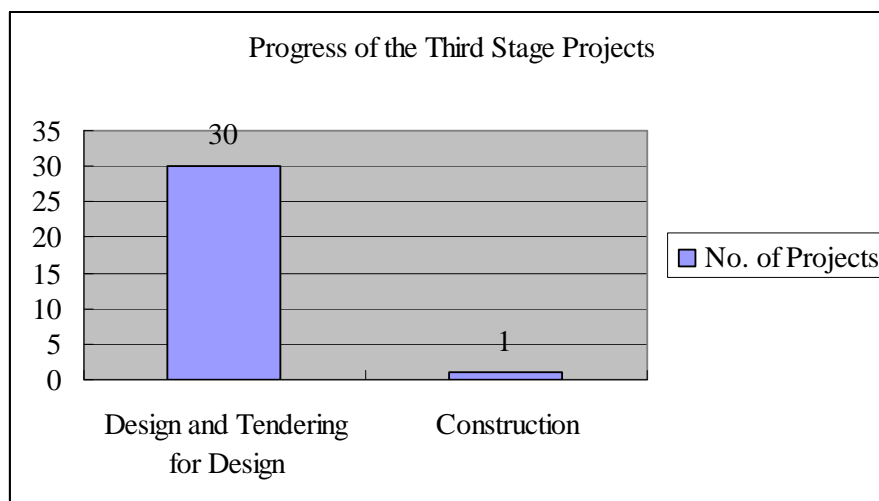 Progress of the Third Stage Projects
35
30
25
20
15
10
5
0
30
1
Design and Tendering
for Design
Construction
No. of Projects